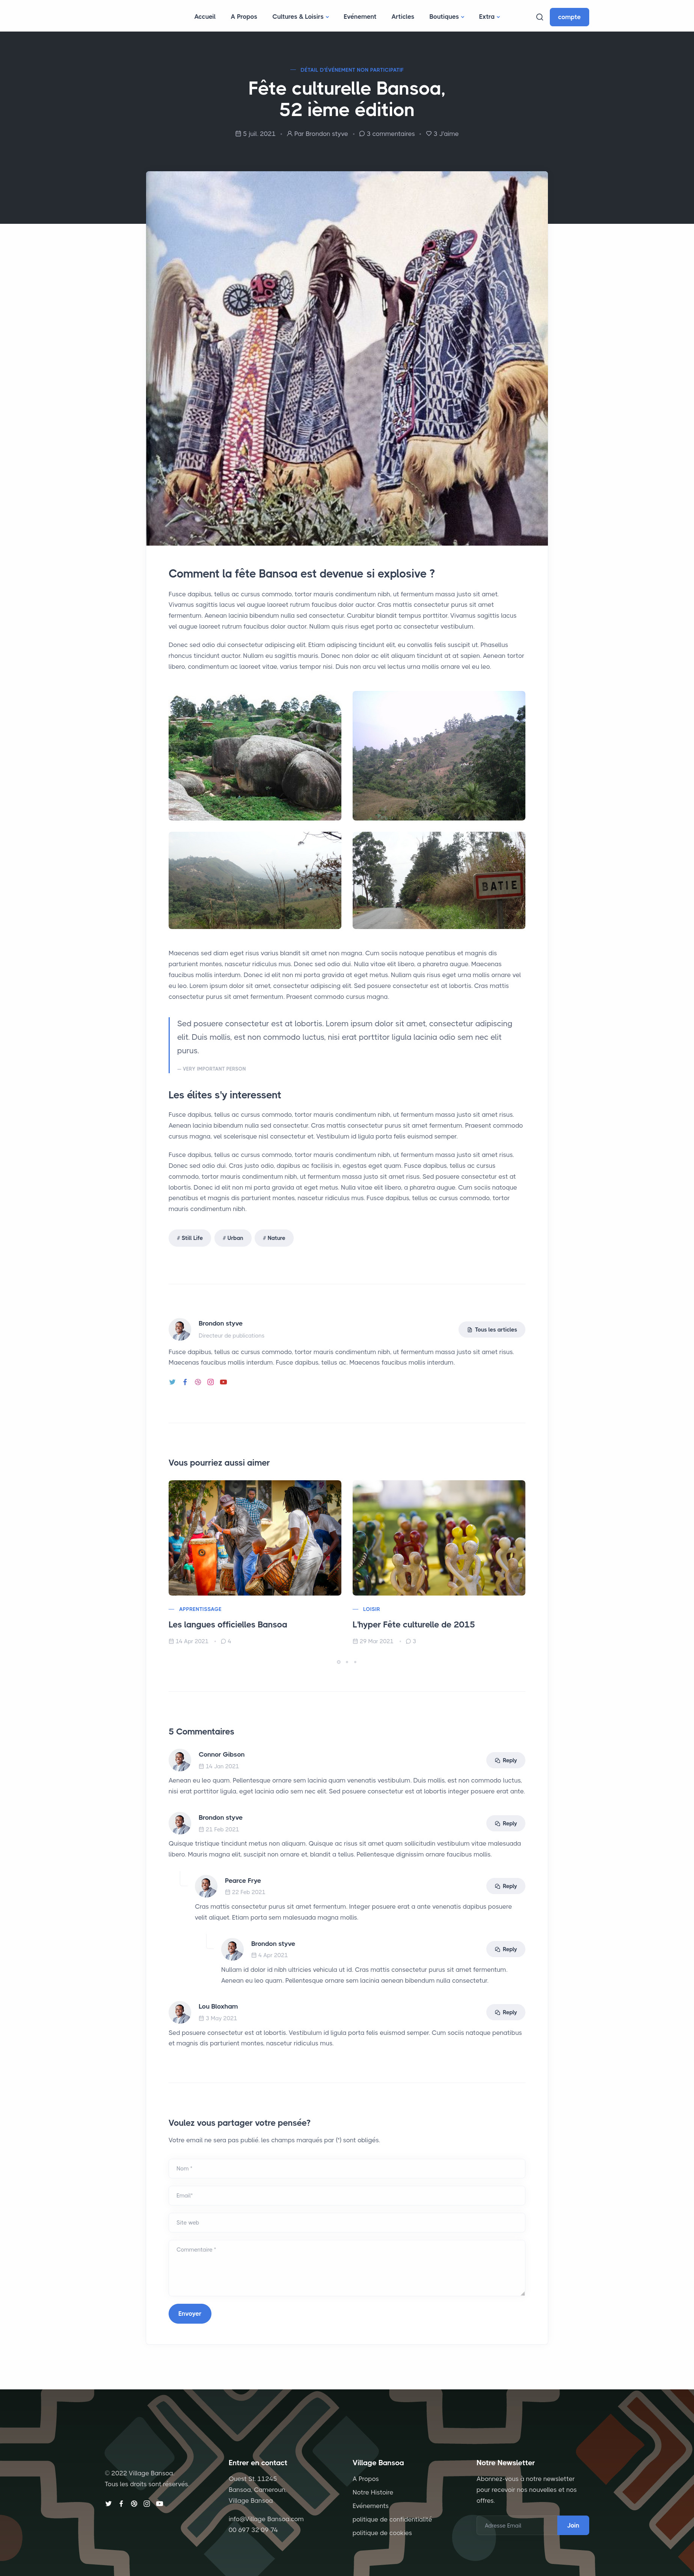 Accueil A Propos Cultures & Loisirs Evénement Articles Boutiques Extra compte
DÉTAIL D'ÉVÉNEMENT NON PARTICIPATIF
Fête culturelle Bansoa,
52 ième édition
5 juil. 2021 Par Brondon styve 3 commentaires 3 J'aime
Comment la fête Bansoa est devenue si explosive ?
Fusce dapibus, tellus ac cursus commodo, tortor mauris condimentum nibh, ut fermentum massa justo sit amet.
Vivamus sagittis lacus vel augue laoreet rutrum faucibus dolor auctor. Cras mattis consectetur purus sit amet
fermentum. Aenean lacinia bibendum nulla sed consectetur. Curabitur blandit tempus porttitor. Vivamus sagittis lacus
vel augue laoreet rutrum faucibus dolor auctor. Nullam quis risus eget porta ac consectetur vestibulum.
Donec sed odio dui consectetur adipiscing elit. Etiam adipiscing tincidunt elit, eu convallis felis suscipit ut. Phasellus
rhoncus tincidunt auctor. Nullam eu sagittis mauris. Donec non dolor ac elit aliquam tincidunt at at sapien. Aenean tortor
libero, condimentum ac laoreet vitae, varius tempor nisi. Duis non arcu vel lectus urna mollis ornare vel eu leo.
BATIE
Maecenas sed diam eget risus varius blandit sit amet non magna. Cum sociis natoque penatibus et magnis dis
parturient montes, nascetur ridiculus mus. Donec sed odio dui. Nulla vitae elit libero, a pharetra augue. Maecenas
faucibus mollis interdum. Donec id elit non mi porta gravida at eget metus. Nullam quis risus eget urna mollis ornare vel
eu leo. Lorem ipsum dolor sit amet, consectetur adipiscing elit. Sed posuere consectetur est at lobortis. Cras mattis
consectetur purus sit amet fermentum. Praesent commodo cursus magna.
Sed posuere consectetur est at lobortis. Lorem ipsum dolor sit amet, consectetur adipiscing
elit. Duis mollis, est non commodo luctus, nisi erat porttitor ligula lacinia odio sem nec elit
purus.
— VERY IMPORTANT PERSON
Les élites s'y interessent
Fusce dapibus, tellus ac cursus commodo, tortor mauris condimentum nibh, ut fermentum massa justo sit amet risus.
Aenean lacinia bibendum nulla sed consectetur. Cras mattis consectetur purus sit amet fermentum. Praesent commodo
cursus magna, vel scelerisque nisl consectetur et. Vestibulum id ligula porta felis euismod semper.
Fusce dapibus, tellus ac cursus commodo, tortor mauris condimentum nibh, ut fermentum massa justo sit amet risus.
Donec sed odio dui. Cras justo odio, dapibus ac facilisis in, egestas eget quam. Fusce dapibus, tellus ac cursus
commodo, tortor mauris condimentum nibh, ut fermentum massa justo sit amet risus. Sed posuere consectetur est at
lobortis. Donec id elit non mi porta gravida at eget metus. Nulla vitae elit libero, a pharetra augue. Cum sociis natoque
penatibus et magnis dis parturient montes, nascetur ridiculus mus. Fusce dapibus, tellus ac cursus commodo, tortor
mauris condimentum nibh.
# Still Life # Urban # Nature
Brondon styve
Directeur de publications
Tous les articles
Fusce dapibus, tellus ac cursus commodo, tortor mauris condimentum nibh, ut fermentum massa justo sit amet risus.
Maecenas faucibus mollis interdum. Fusce dapibus, tellus ac. Maecenas faucibus mollis interdum.
Vous pourriez aussi aimer
APPRENTISSAGE
Les langues officielles Bansoa
14 Apr 2021 4
LOISIR
L'hyper Fête culturelle de 2015
29 Mar 2021 3
5 Commentaires
Connor Gibson
14 Jan 2021
Reply
Aenean eu leo quam. Pellentesque ornare sem lacinia quam venenatis vestibulum. Duis mollis, est non commodo luctus,
nisi erat porttitor ligula, eget lacinia odio sem nec elit. Sed posuere consectetur est at lobortis integer posuere erat ante.
Brondon styve
21 Feb 2021
Reply
Quisque tristique tincidunt metus non aliquam. Quisque ac risus sit amet quam sollicitudin vestibulum vitae malesuada
libero. Mauris magna elit, suscipit non ornare et, blandit a tellus. Pellentesque dignissim ornare faucibus mollis.
Pearce Frye
22 Feb 2021
Reply
Cras mattis consectetur purus sit amet fermentum. Integer posuere erat a ante venenatis dapibus posuere
velit aliquet. Etiam porta sem malesuada magna mollis.
Brondon styve
4 Apr 2021
Reply
Nullam id dolor id nibh ultricies vehicula ut id. Cras mattis consectetur purus sit amet fermentum.
Aenean eu leo quam. Pellentesque ornare sem lacinia aenean bibendum nulla consectetur.
Lou Bloxham
3 May 2021
Reply
Sed posuere consectetur est at lobortis. Vestibulum id ligula porta felis euismod semper. Cum sociis natoque penatibus
et magnis dis parturient montes, nascetur ridiculus mus.
Voulez vous partager votre pensée?
Votre email ne sera pas publié. les champs marqués par (*) sont obligés.
Nom *
Email*
Site web
Commentaire *
Envoyer
© 2022 Village Bansoa.
Tous les droits sont réservés.
Entrer en contact
Ouest St. 11245
Bansoa, Cameroun.
Village Bansoa.
info@Village Bansoa.com
00 697 32 09 74
Village Bansoa
A Propos
Notre Histoire
Evénements
politique de confidentialité
politique de cookies
Notre Newsletter
Abonnez-vous à notre newsletter
pour recevoir nos nouvelles et nos
offres.
Adresse Email Join